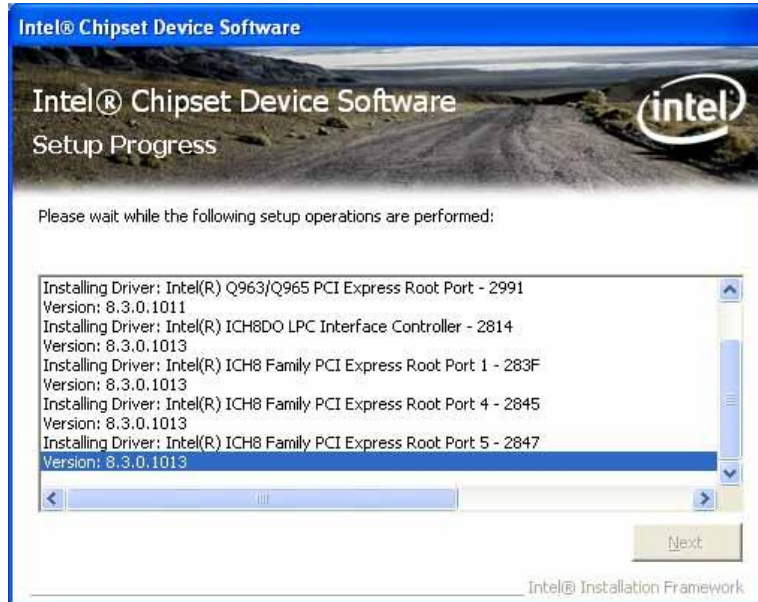 Intel® Chipset Device Software
Intel® Chipset Device Software
intel
Setup Progress
Please wait while the following setup operations are performed:
Installing Driver: Intel(R) Q963/Q965 PCI Express Root Port - 2991
Version: 8.3.0.1011
Installing Driver: Intel(R) ICH8DO LPC Interface Controller - 2814
Version: 8.3.0.1013
Installing Driver: Intel(R) ICH8 Family PCI Express Root Port 1 - 283F
Version: 8.3.0.1013
Installing Driver: Intel(R) ICH8 Family PCI Express Root Port 4 - 2845
Version: 8.3.0.1013
Installing Driver: Intel(R) ICH8 Family PCI Express Root Port 5 - 2847
Version: 8.3.0.1013
Next
Intel® Installation Framework